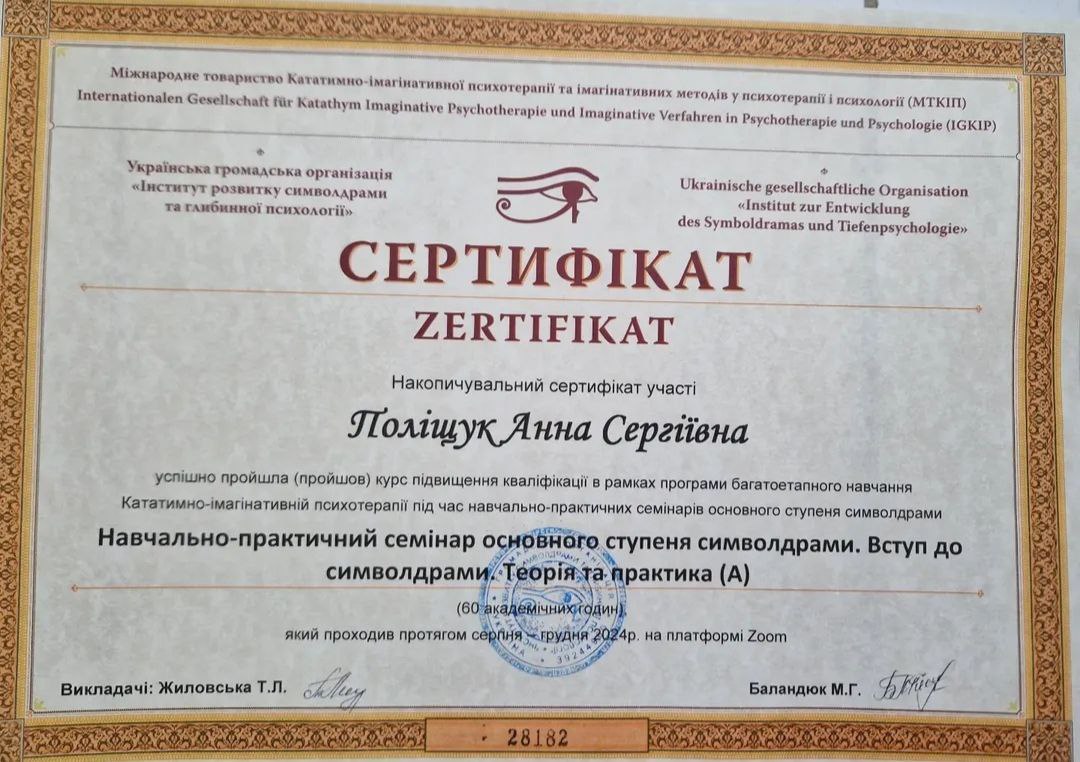 Міжнародне товариство Кататимно-імагінативної психотерапії та імагінативних методів у психотерапії і психології (МТКІП)
Internationalen Gesellschaft für Katathym Imaginative Psychotherapie und Imaginative Verfahren in Psychotherapie und Psychologie (IGKIP)
Українська громадська організація
«Інститут розвитку символдрами
та глибинної психології»
Ukrainische gesellschaftliche Organisation
«Institut zur Entwicklung
des Symboldramas und Tiefenpsychologie»
СЕРТИФІКАТ
ZERTIFIKAT
Накопичувальний сертифікат участі
Поліщук Анна Сергіївна
успішно пройшла (пройшов) курс підвищення кваліфікації в рамках програми багатоетапного навчання
Кататимно-імагінативній психотерапії під час навчально-практичних семінарів основного ступеня символдрами
Навчально-практичний семінар основного ступеня символдрами. Вступ до
символдрами. Теорія та практика (А)
(60 академічних годин),
який проходив протягом серпня – грудня 2024р. на платформі Zoom
Викладачі: Жиловська Т.Л.
Баландюк М.Г.
28182